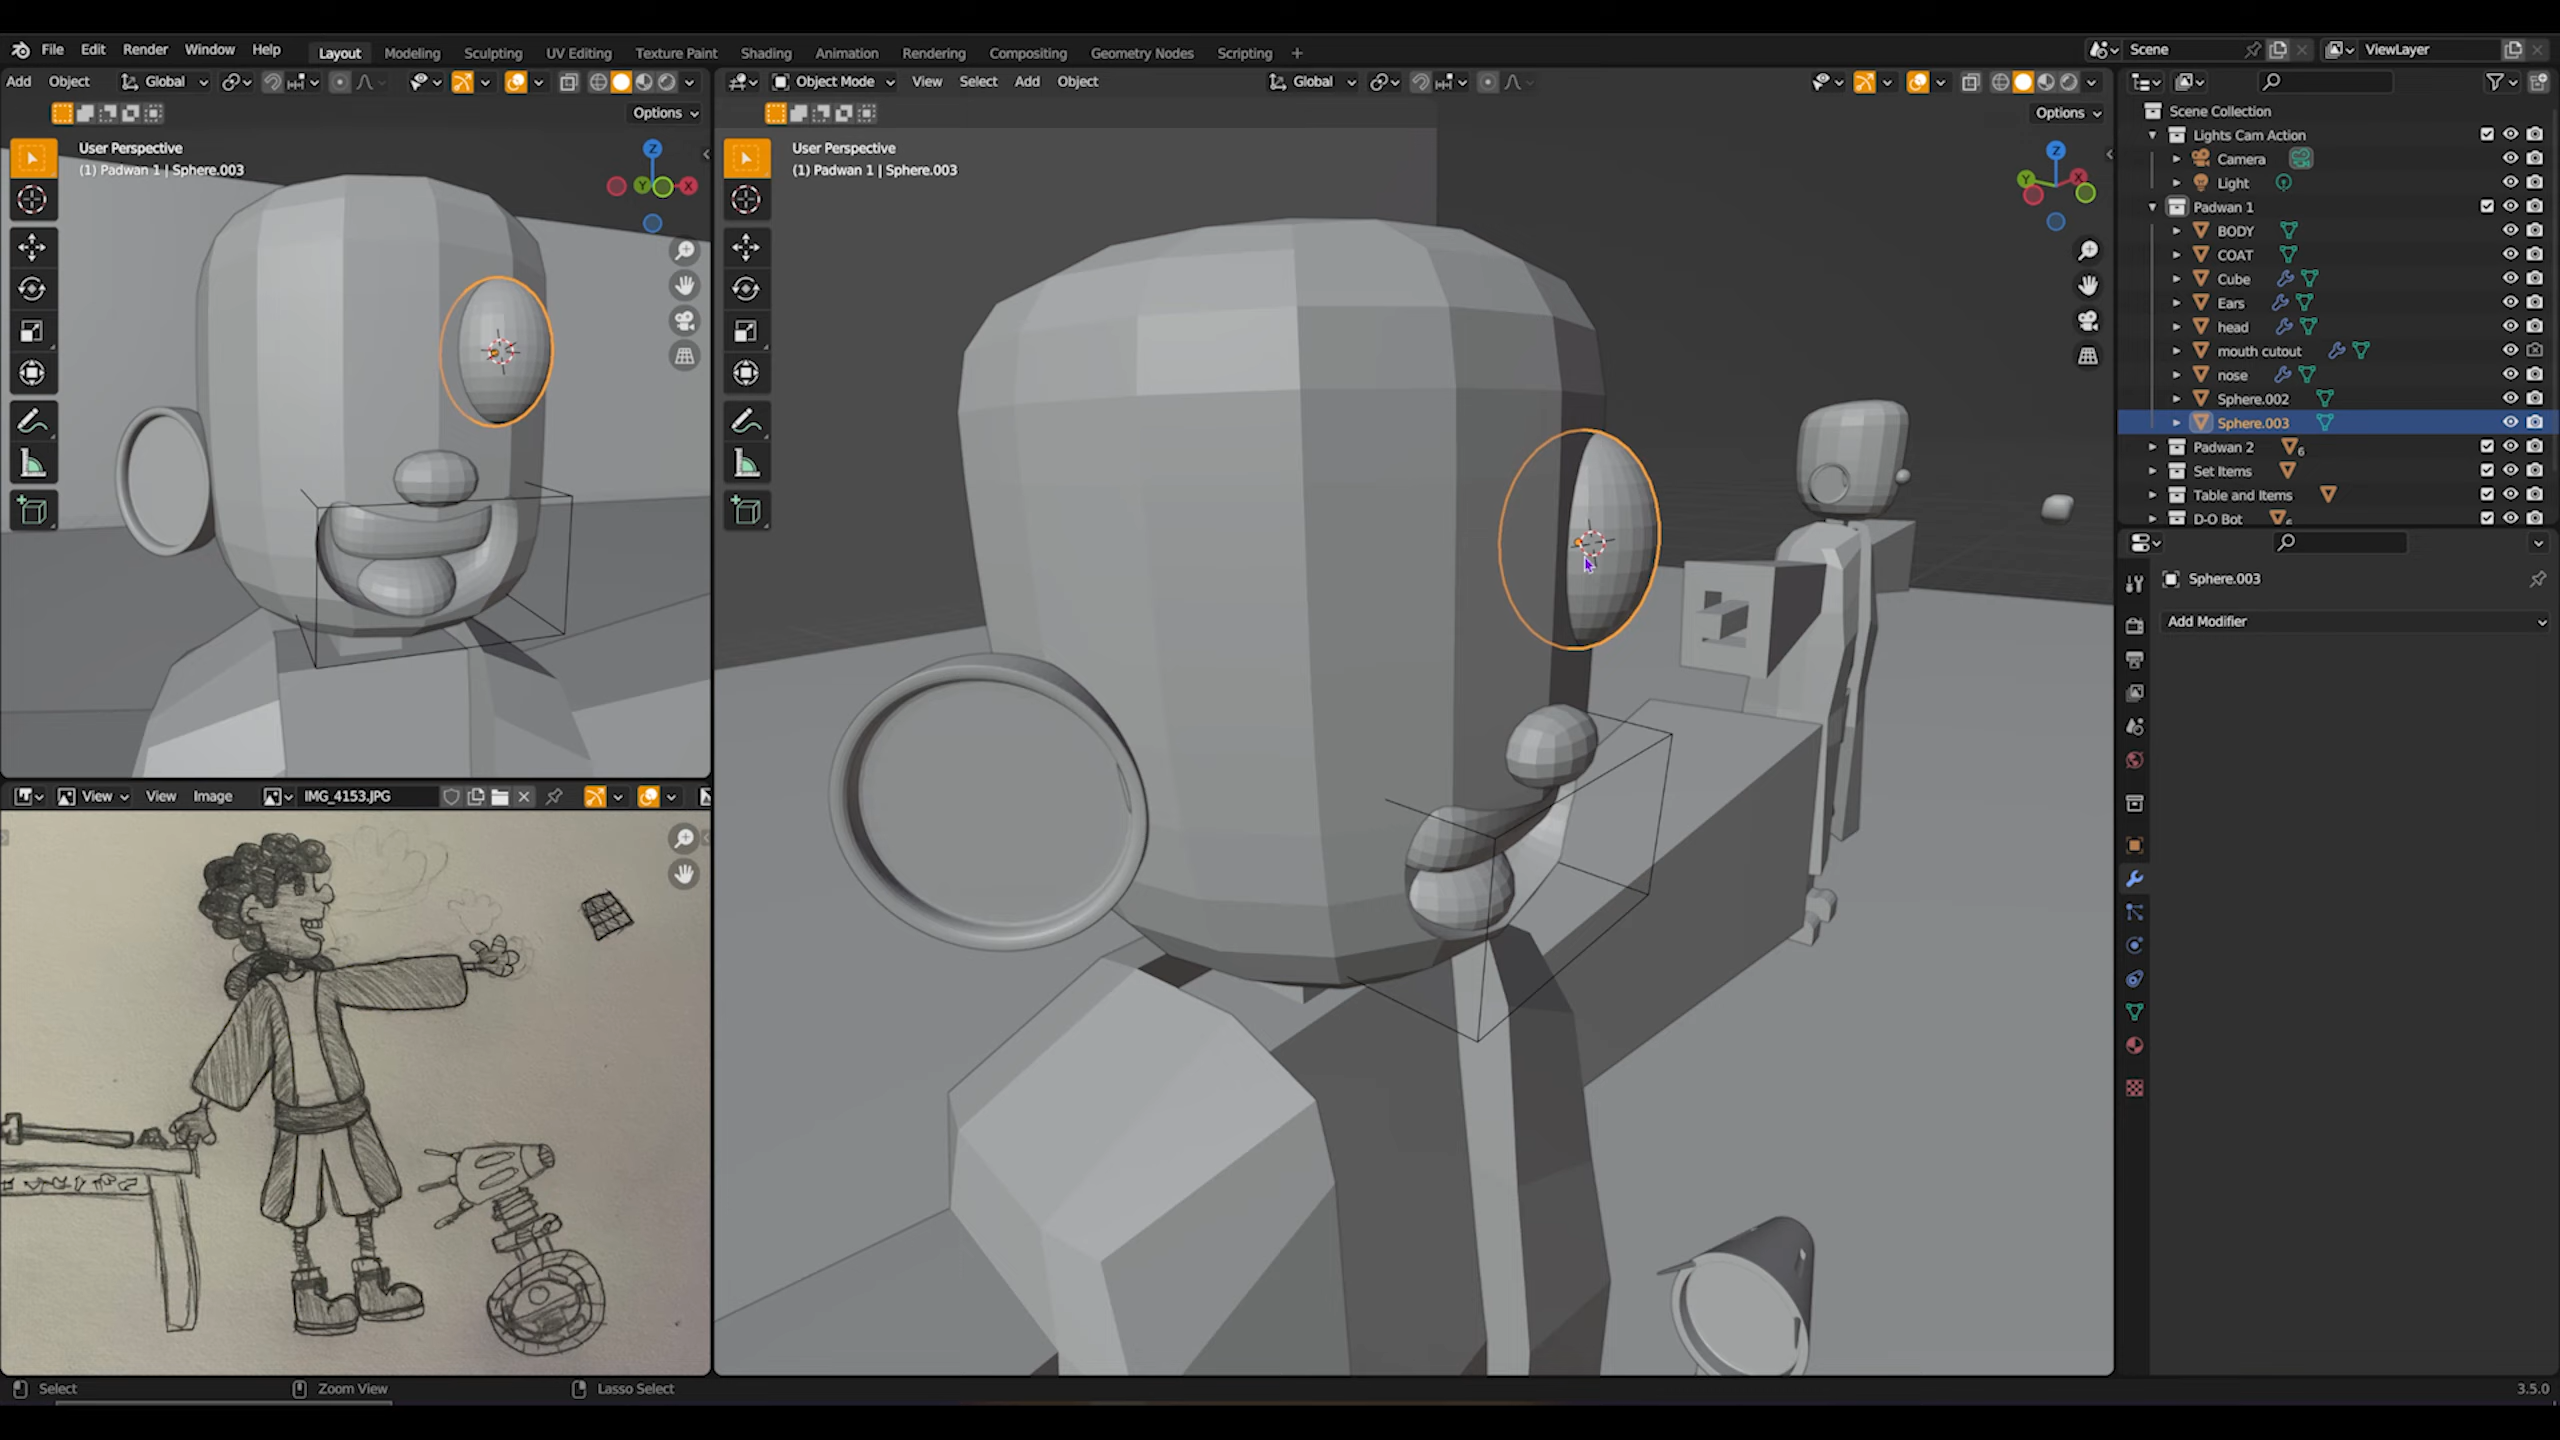 File Edit Render Window Help Layout Modeling Sculpting UV Editing Texture Paint Shading Animation Rendering Compositing Geometry Nodes Scripting + Scene ViewLayer
Add Object Global
Options
User Perspective
(1) Padwan 1 | Sphere.003
Z
Y
X
Object Mode View Select Add Object Global
Options
User Perspective
(1) Padwan 1 | Sphere.003
Z
Y
X
Scene Collection
Lights Cam Action
Camera
Light
Padwan 1
BODY
COAT
Cube
Ears
head
mouth cutout
nose
Sphere.002
Sphere.003
Padwan 2 6
Set Items
Table and Items
D-O Bot
Sphere.003
Add Modifier
View View Image IMG_4153.JPG
Select Zoom View Lasso Select 3.5.0